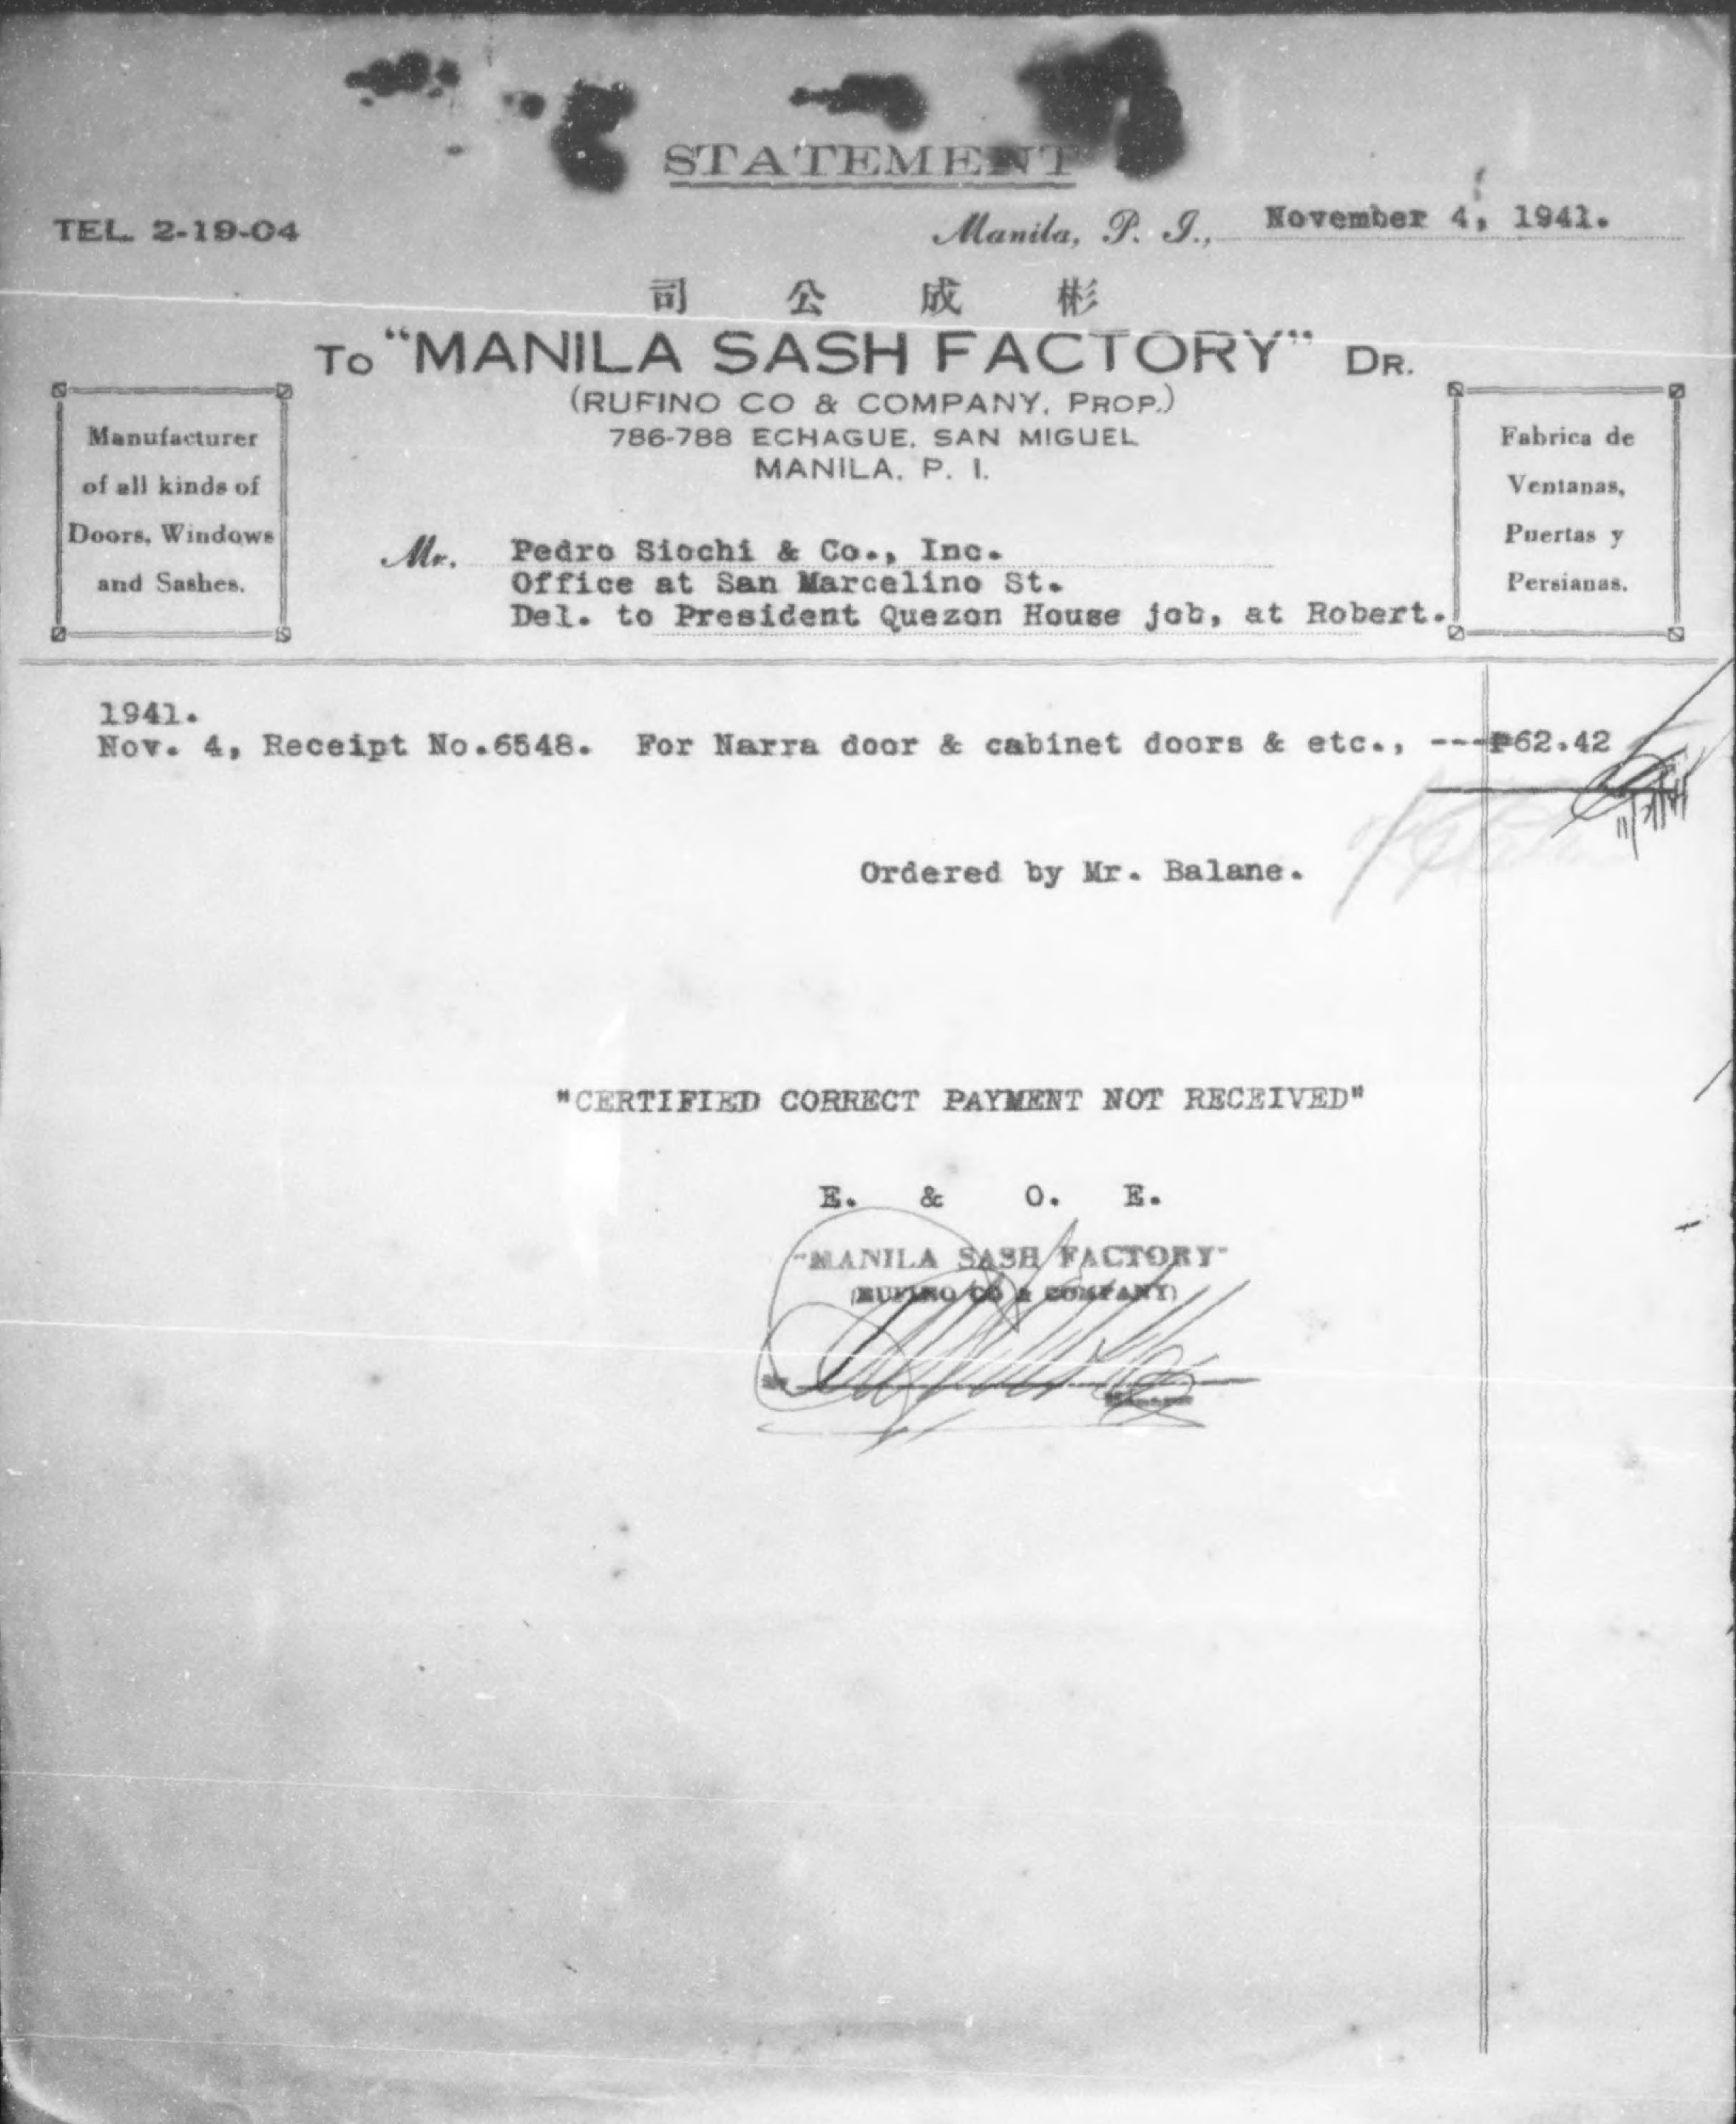 STATEMENT
TEL. 2-19-04
Manila, P. I., November 4, 1941.
司 公 成 彬
To "MANILA SASH FACTORY" DR.
(RUFINO CO & COMPANY, PROP.)
786-788 ECHAGUE, SAN MIGUEL
MANILA, P. I.
Manufacturer
of all kinds of
Doors, Windows
and Sashes.
Fabrica de
Ventanas,
Puertas y
Persianas.
Mr. Pedro Siochi & Co., Inc.
Office at San Marcelino St.
Del. to President Quezon House job, at Robert.
1941.
Nov. 4, Receipt No.6548. For Narra door & cabinet doors & etc., ---₱62.42
Ordered by Mr. Balane.
"CERTIFIED CORRECT PAYMENT NOT RECEIVED"
E. & O. E.
"MANILA SASH FACTORY"
(RUFINO CO & COMPANY)